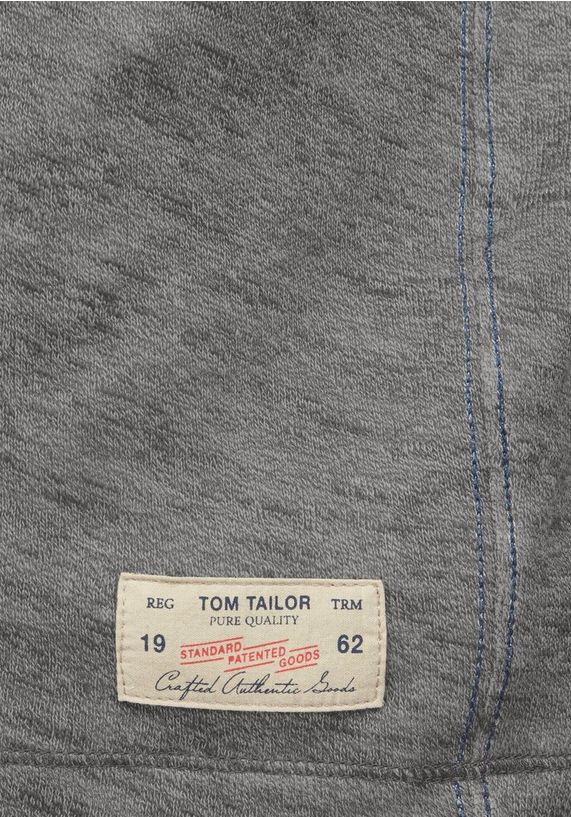 REG TOM TAILOR TRM
PURE QUALITY
19 STANDARD PATENTED GOODS 62
Crafted Authentic Goods